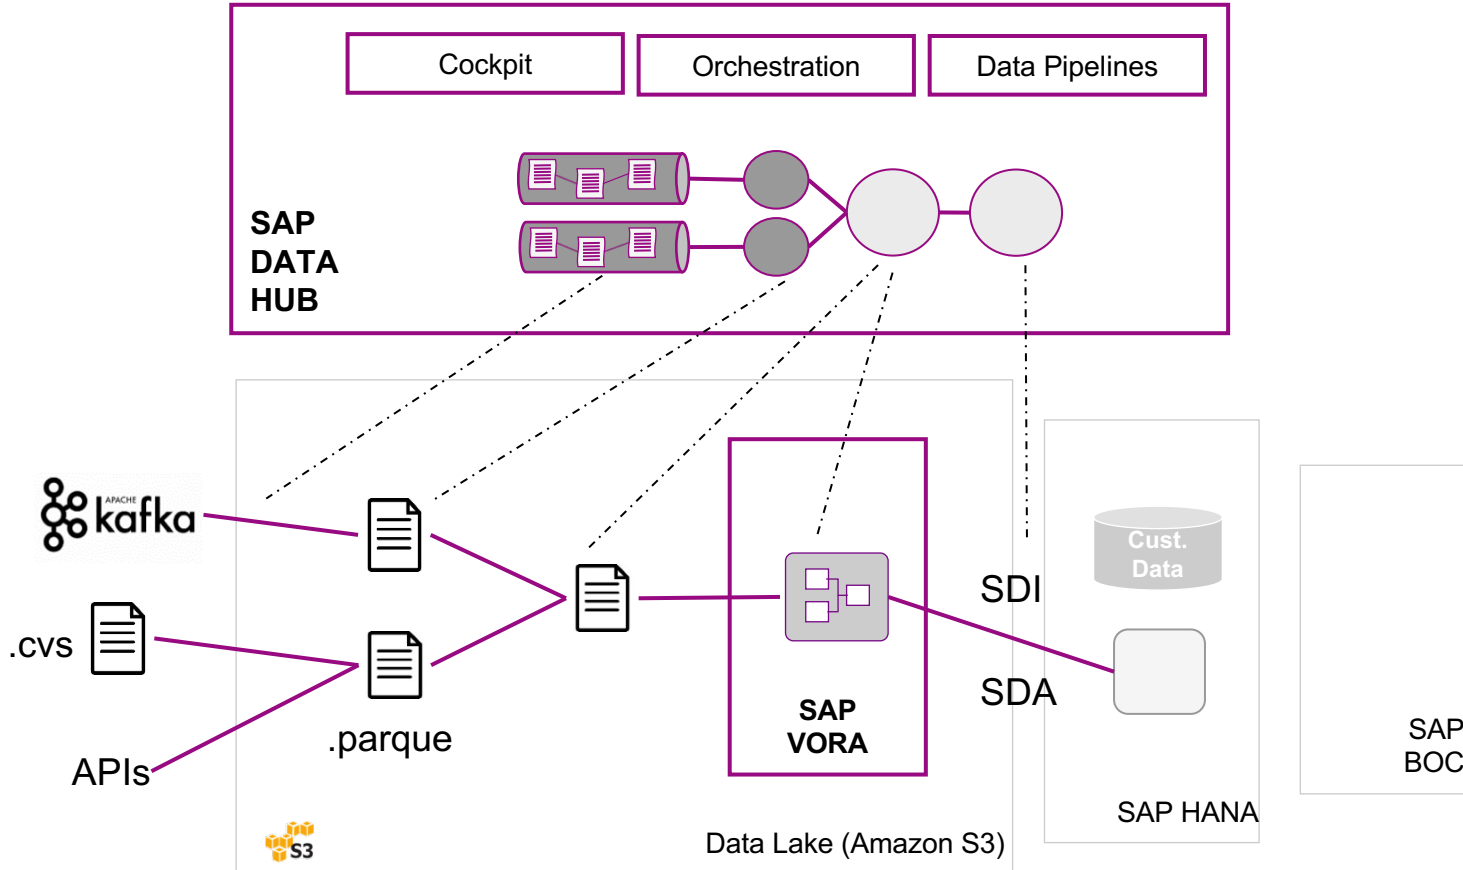 Cockpit
Orchestration
Data Pipelines
SAP
DATA
HUB
APACHE
kafka
.cvs
APIs
.parque
SAP
VORA
SDI
SDA
Cust.
Data
SAP HANA
SAP
BOC
S3
Data Lake (Amazon S3)